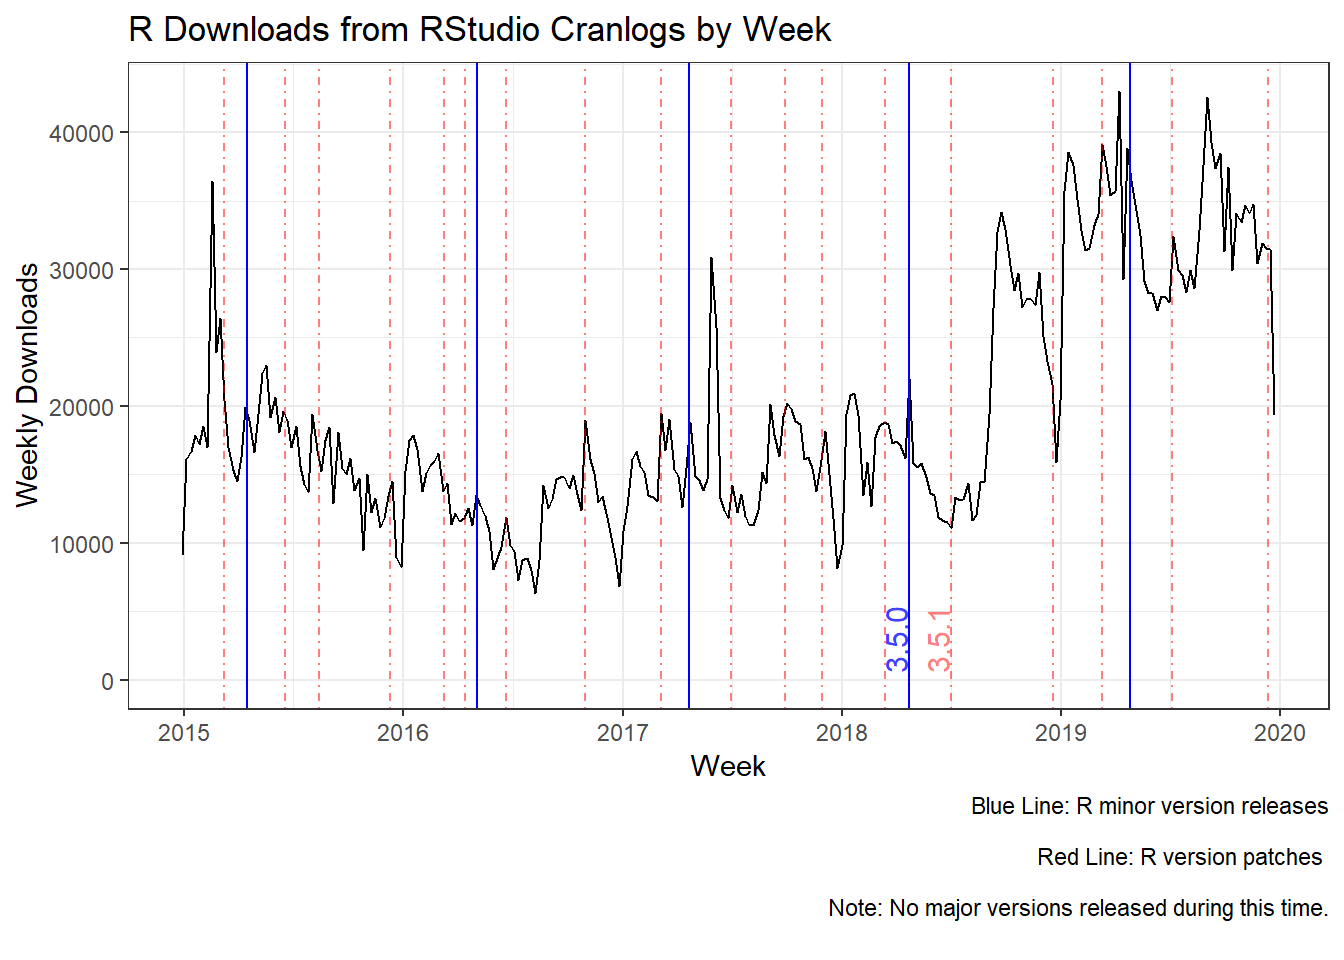 R Downloads from RStudio Cranlogs by Week
Weekly Downloads
40000
30000
20000
10000
0
3.5.0
3.5.1
2015 2016 2017 2018 2019 2020
Week
Blue Line: R minor version releases
Red Line: R version patches
Note: No major versions released during this time.